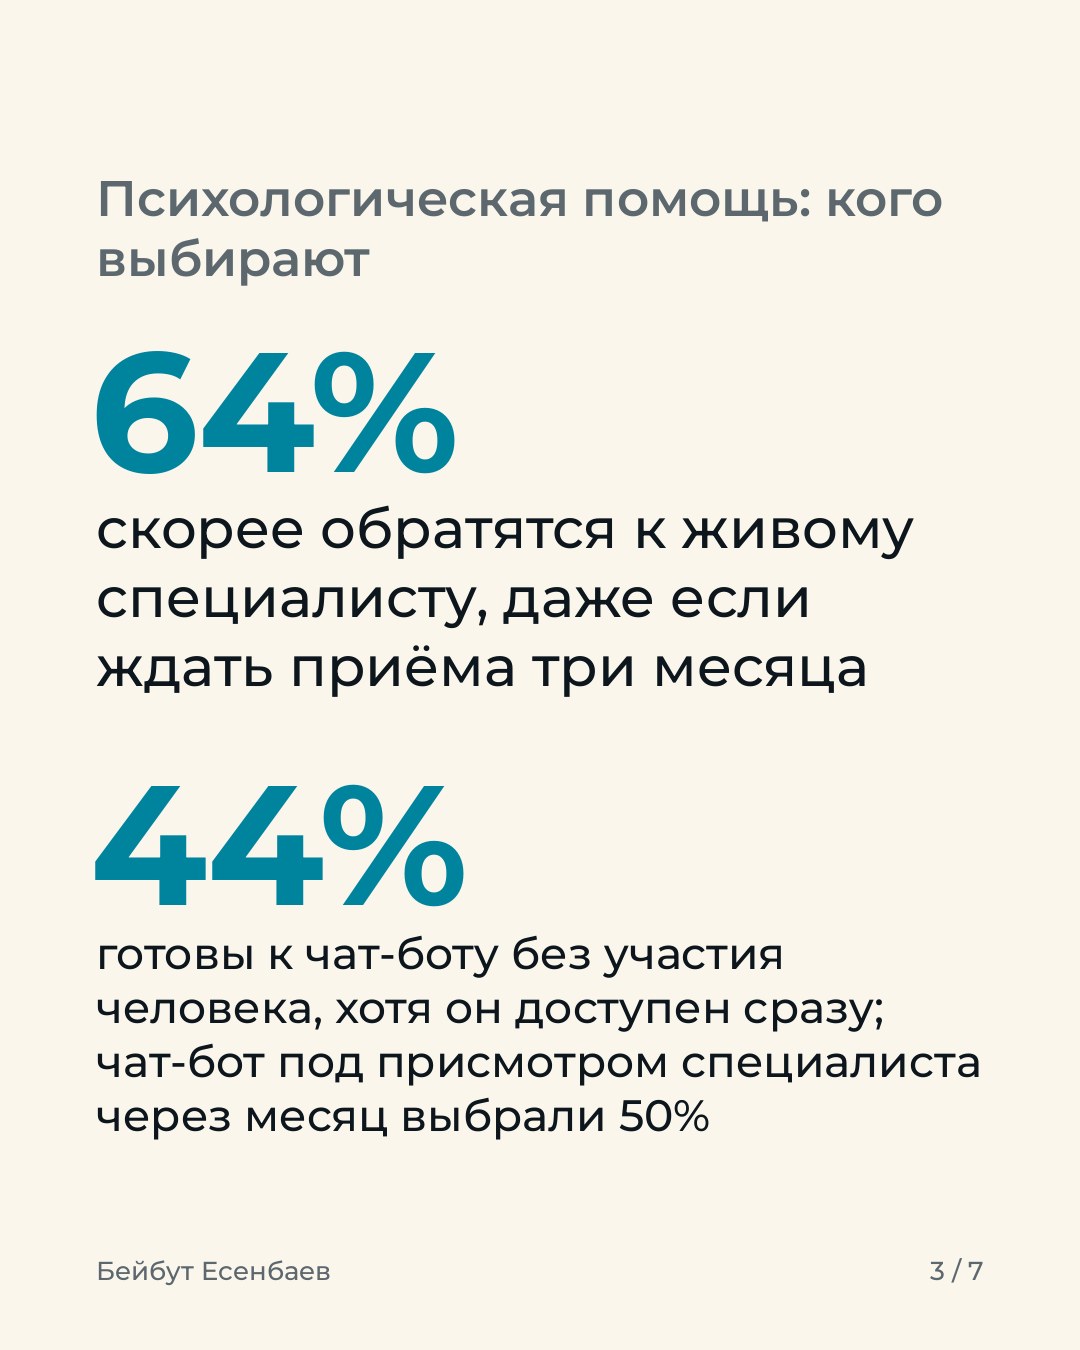 Психологическая помощь: кого
выбирают
64%
скорее обратятся к живому
специалисту, даже если
ждать приёма три месяца
44%
готовы к чат-боту без участия
человека, хотя он доступен сразу;
чат-бот под присмотром специалиста
через месяц выбрали 50%
Бейбут Есенбаев
3 / 7